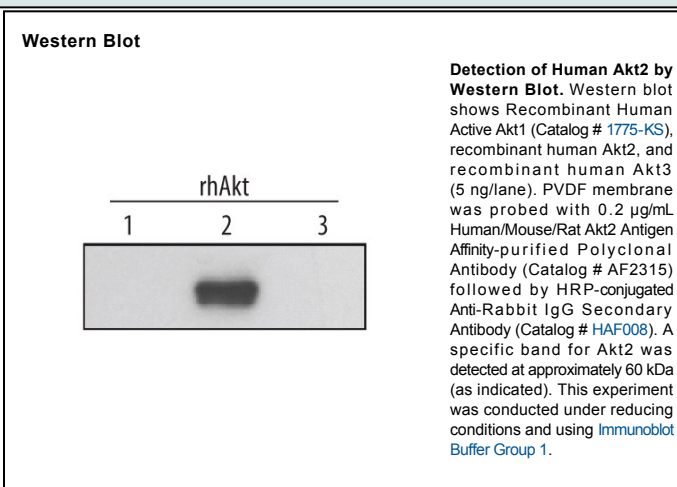 Western Blot
rhAkt
1 2 3
Detection of Human Akt2 by
Western Blot. Western blot
shows Recombinant Human
Active Akt1 (Catalog # 1775-KS),
recombinant human Akt2, and
recombinant human Akt3
(5 ng/lane). PVDF membrane
was probed with 0.2 µg/mL
Human/Mouse/Rat Akt2 Antigen
Affinity-purified Polyclonal
Antibody (Catalog # AF2315)
followed by HRP-conjugated
Anti-Rabbit IgG Secondary
Antibody (Catalog # HAF008). A
specific band for Akt2 was
detected at approximately 60 kDa
(as indicated). This experiment
was conducted under reducing
conditions and using Immunoblot
Buffer Group 1.